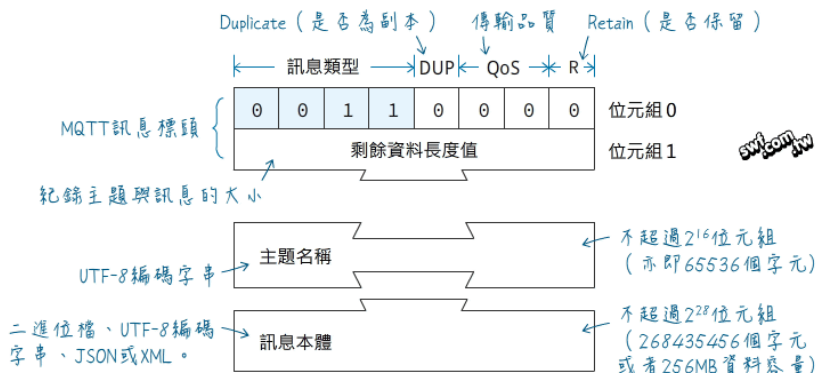 Duplicate（是否為副本） 傳輸品質 Retain（是否保留）
訊息類型 DUP QoS R
0 0 1 1 0 0 0 0 位元組0
MQTT訊息標頭
剩餘資料長度值 位元組1
swf.com.tw
紀錄主題與訊息的大小
主題名稱
不超過2¹⁶位元組
（亦即65536個字元）
UTF-8編碼字串
二進位檔、UTF-8編碼
字串、JSON或XML。
訊息本體
不超過2²⁸位元組
（268435456個字元
或者256MB資料容量）